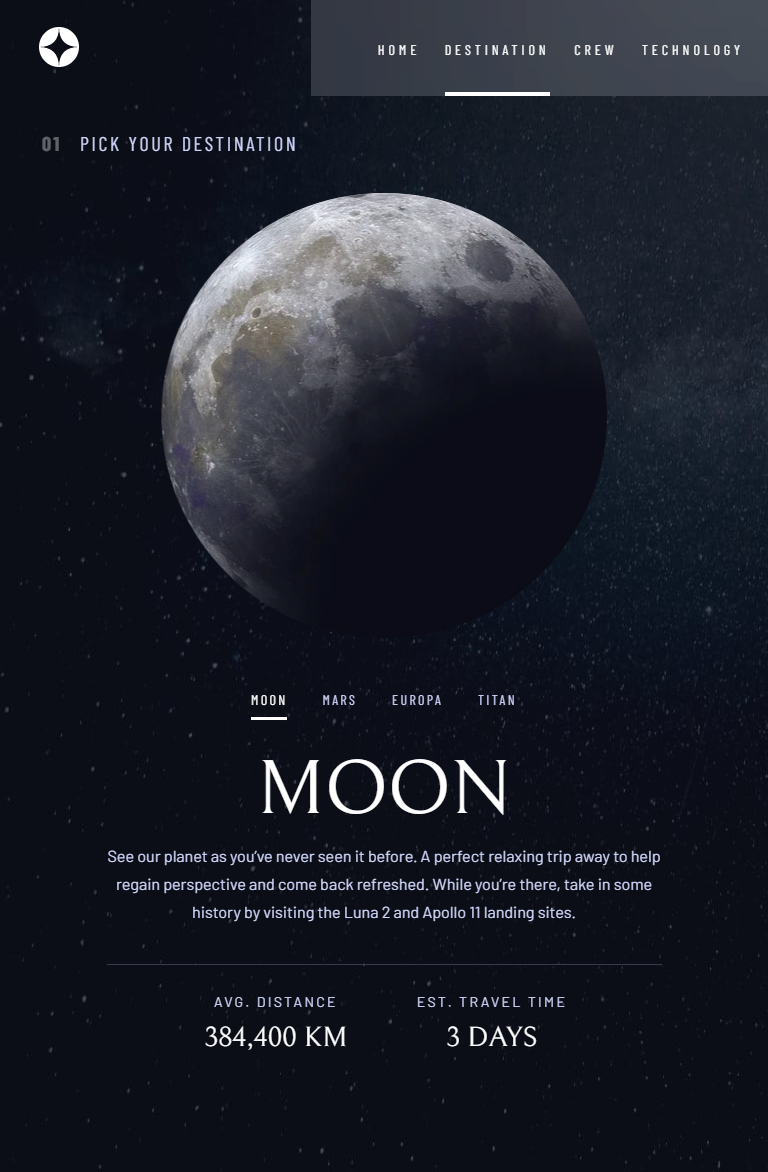 HOME DESTINATION CREW TECHNOLOGY
01 PICK YOUR DESTINATION
MOON MARS EUROPA TITAN
MOON
See our planet as you’ve never seen it before. A perfect relaxing trip away to help
regain perspective and come back refreshed. While you’re there, take in some
history by visiting the Luna 2 and Apollo 11 landing sites.
AVG. DISTANCE EST. TRAVEL TIME
384,400 KM 3 DAYS